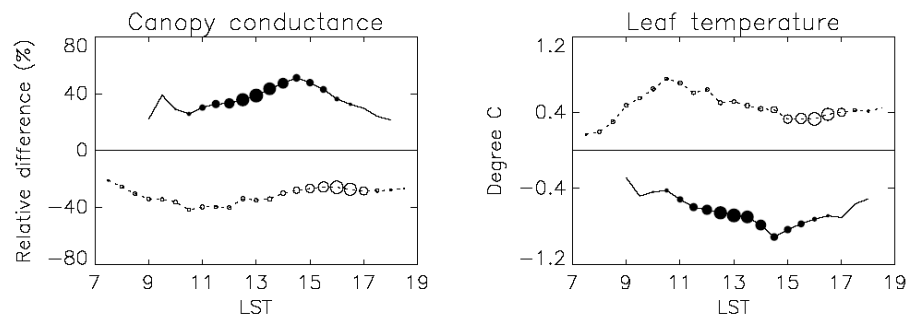 Canopy conductance
Relative difference (%)
80
40
0
−40
−80
7 9 11 13 15 17 19
LST
Leaf temperature
Degree C
1.2
0.4
−0.4
−1.2
7 9 11 13 15 17 19
LST